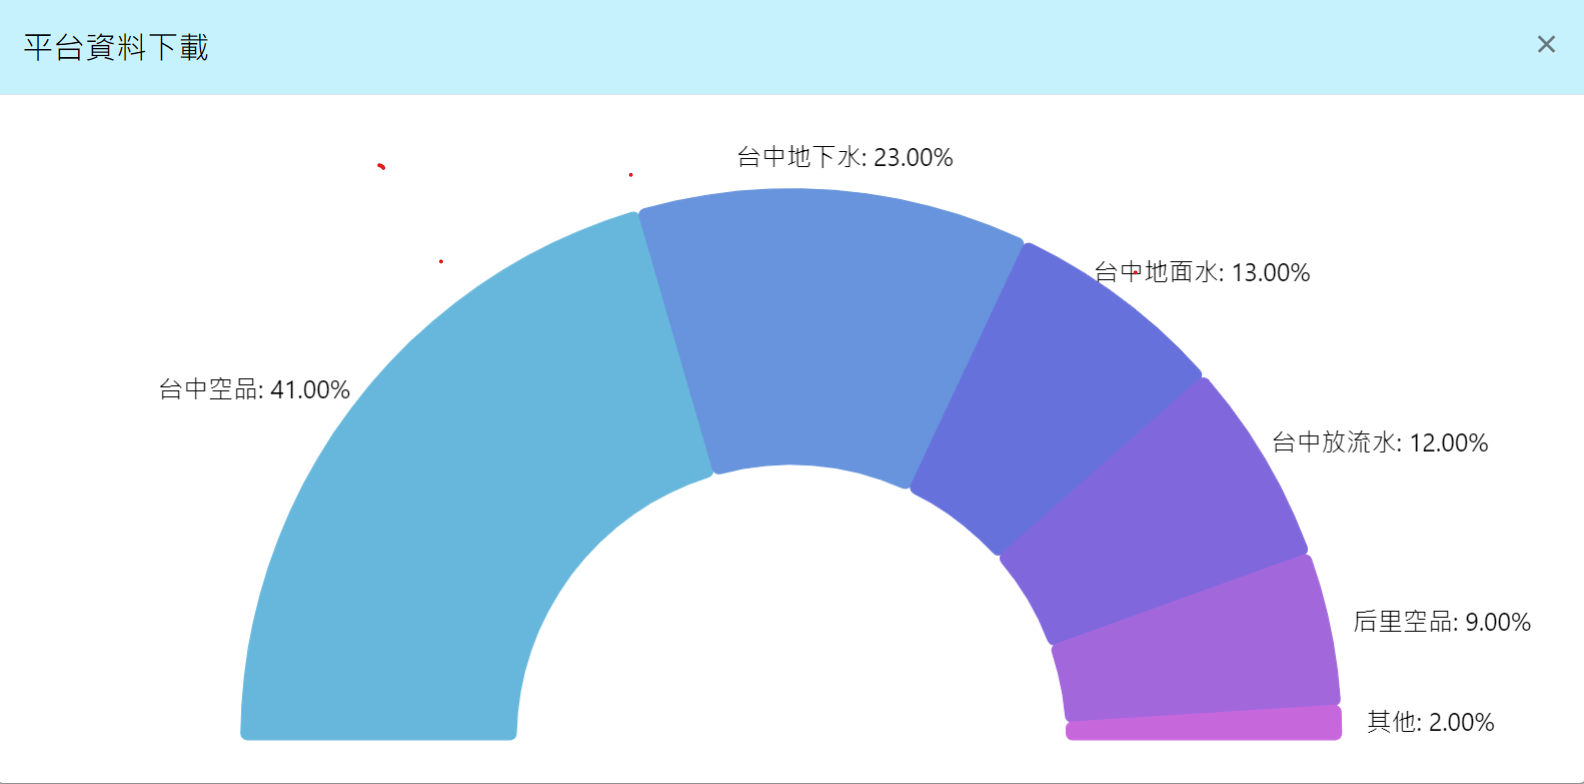 平台資料下載
台中地下水: 23.00%
台中地面水: 13.00%
台中空品: 41.00%
台中放流水: 12.00%
后里空品: 9.00%
其他: 2.00%